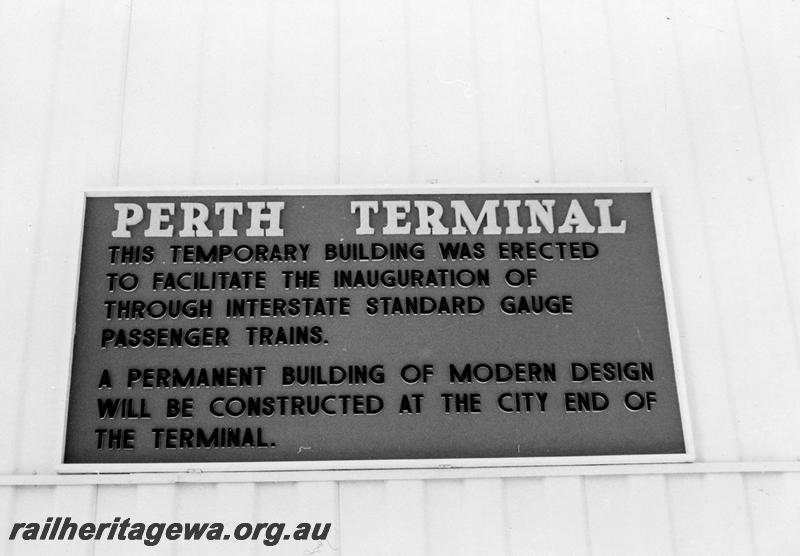 PERTH TERMINAL
THIS TEMPORARY BUILDING WAS ERECTED
TO FACILITATE THE INAUGURATION OF
THROUGH INTERSTATE STANDARD GAUGE
PASSENGER TRAINS.
A PERMANENT BUILDING OF MODERN DESIGN
WILL BE CONSTRUCTED AT THE CITY END OF
THE TERMINAL.
railheritagewa.org.au